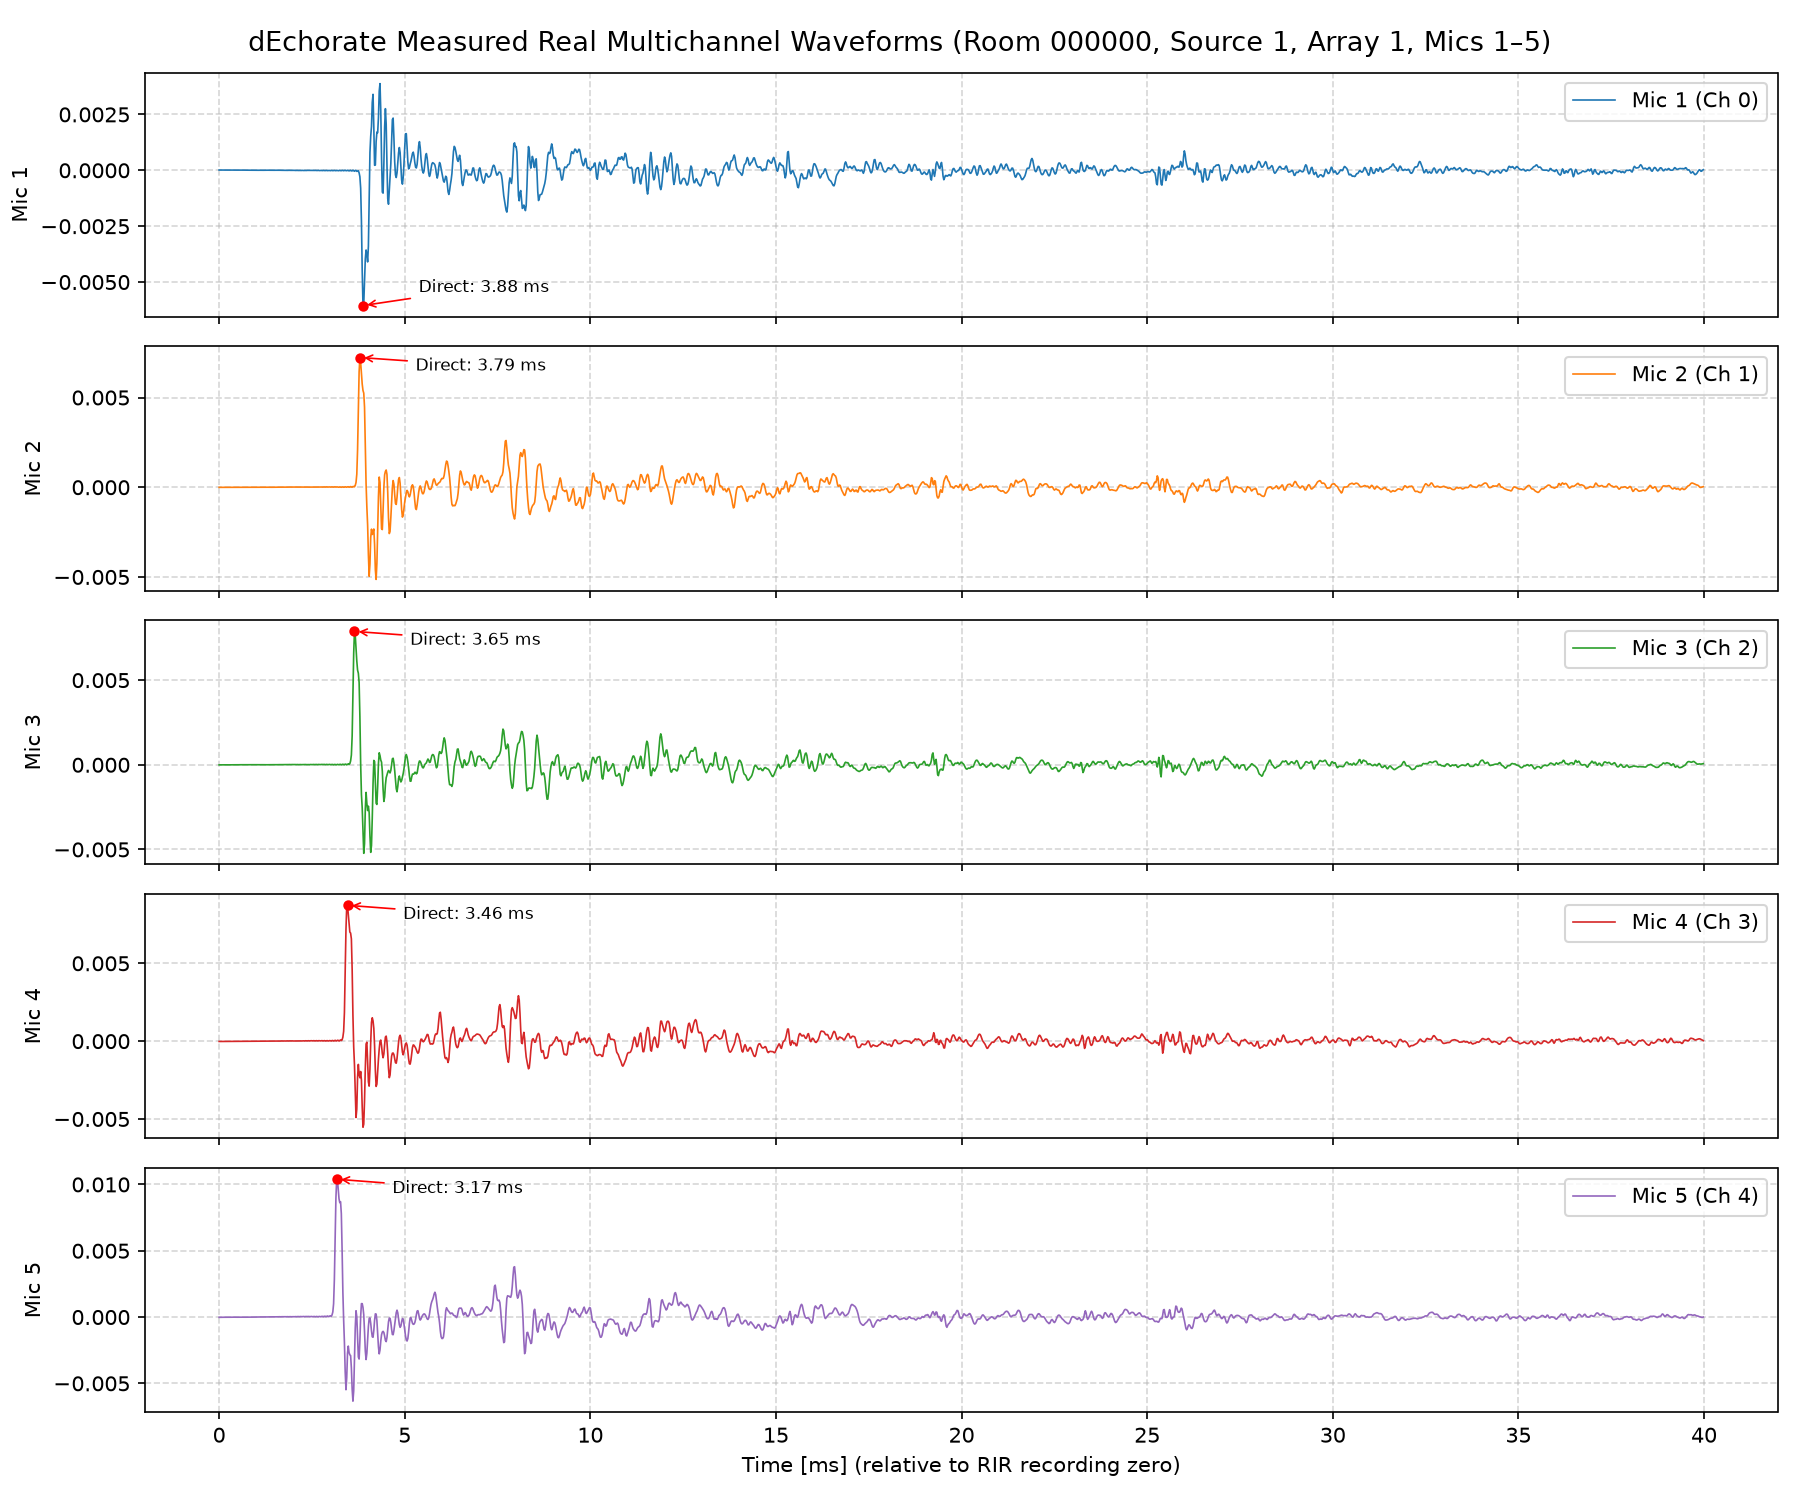 dEchorate Measured Real Multichannel Waveforms (Room 000000, Source 1, Array 1, Mics 1–5)
Mic 1
0.0025
0.0000
−0.0025
−0.0050
Direct: 3.88 ms
Mic 1 (Ch 0)
Mic 2
0.005
0.000
−0.005
Direct: 3.79 ms
Mic 2 (Ch 1)
Mic 3
0.005
0.000
−0.005
Direct: 3.65 ms
Mic 3 (Ch 2)
Mic 4
0.005
0.000
−0.005
Direct: 3.46 ms
Mic 4 (Ch 3)
Mic 5
0.010
0.005
0.000
−0.005
Direct: 3.17 ms
Mic 5 (Ch 4)
0 5 10 15 20 25 30 35 40
Time [ms] (relative to RIR recording zero)